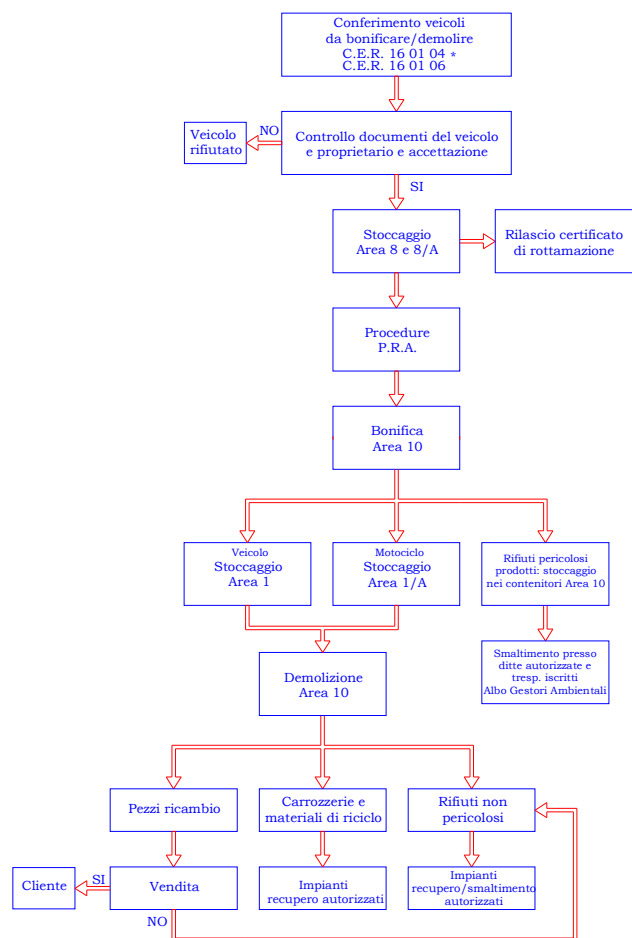 Conferimento veicoli
da bonificare/demolire
C.E.R. 16 01 04 *
C.E.R. 16 01 06
Veicolo
rifiutato
NO
Controllo documenti del veicolo
e proprietario e accettazione
SI
Stoccaggio
Area 8 e 8/A
Rilascio certificato
di rottamazione
Procedure
P.R.A.
Bonifica
Area 10
Veicolo
Stoccaggio
Area 1
Motociclo
Stoccaggio
Area 1/A
Rifiuti pericolosi
prodotti: stoccaggio
nei contenitori Area 10
Smaltimento presso
ditte autorizzate e
tresp. iscritti
Albo Gestori Ambientali
Demolizione
Area 10
Pezzi ricambio
Carrozzerie e
materiali di riciclo
Rifiuti non
pericolosi
Cliente
SI
Vendita
NO
Impianti
recupero autorizzati
Impianti
recupero/smaltimento
autorizzati